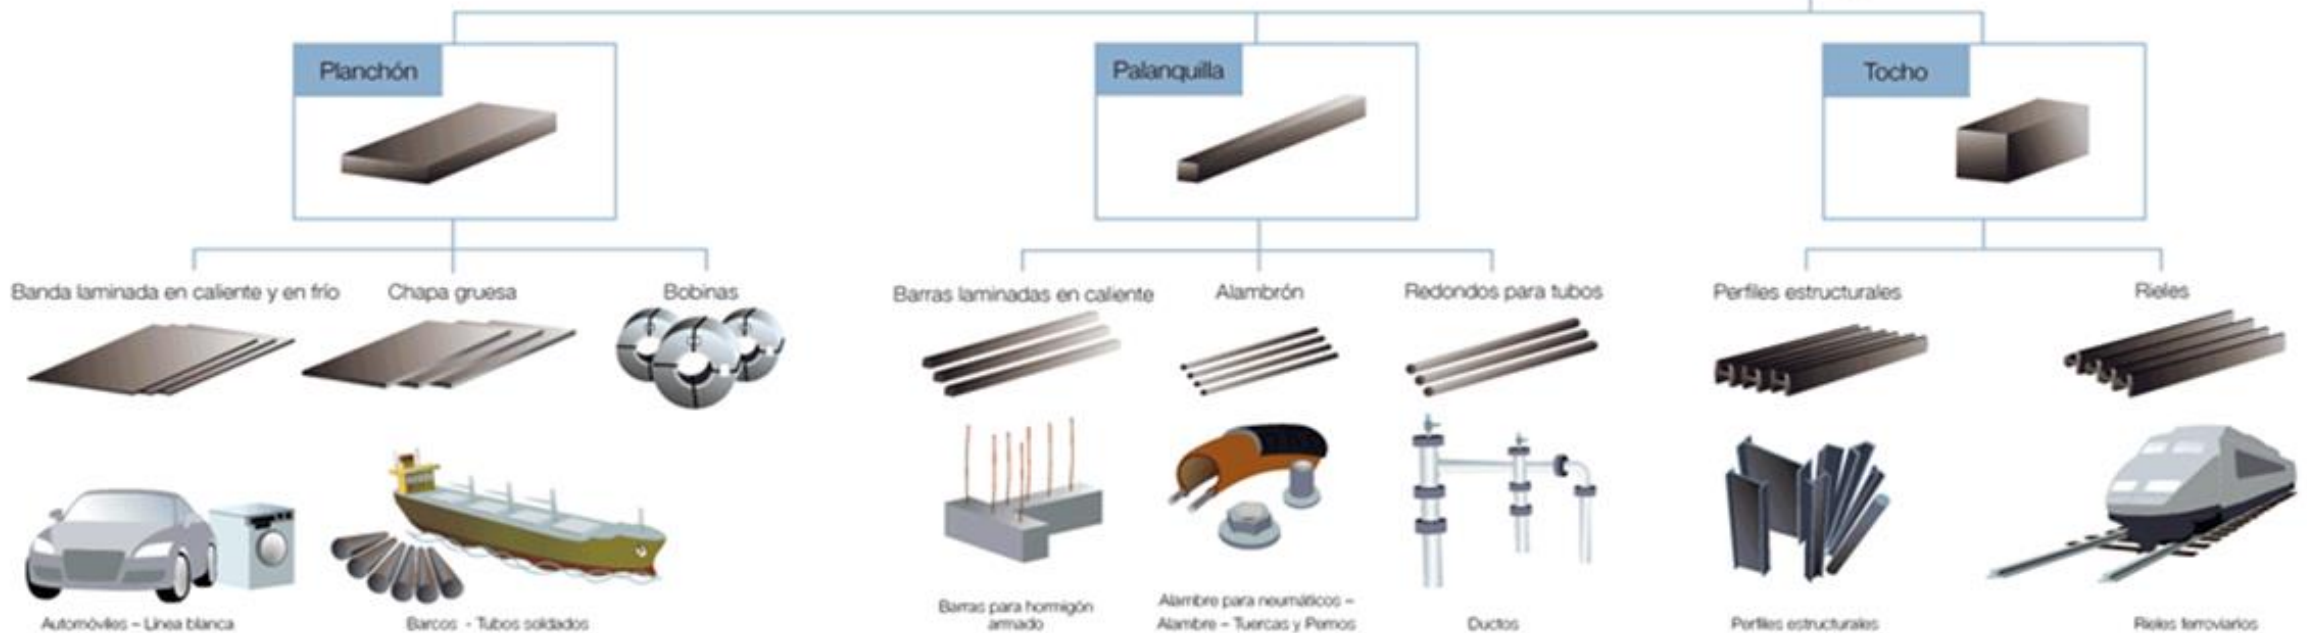 Planchón
Palanquilla
Tocho
Banda laminada en caliente y en frío
Chapa gruesa
Bobinas
Barras laminadas en caliente
Alambrón
Redondos para tubos
Perfiles estructurales
Rieles
Automóviles – Línea blanca
Barcos - Tubos soldados
Barras para hormigón
armado
Alambre para neumáticos –
Alambre – Tuercas y Pernos
Ductos
Perfiles estructurales
Rieles ferroviarios